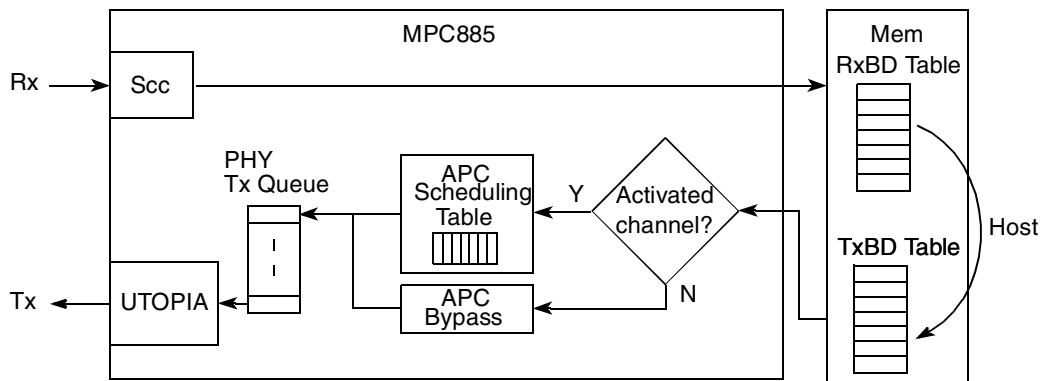 MPC885
Mem
Rx
Scc
RxBD Table
PHY
Tx Queue
APC
Scheduling
Table
Y
Activated
channel?
Host
TxBD Table
N
Tx
UTOPIA
APC
Bypass